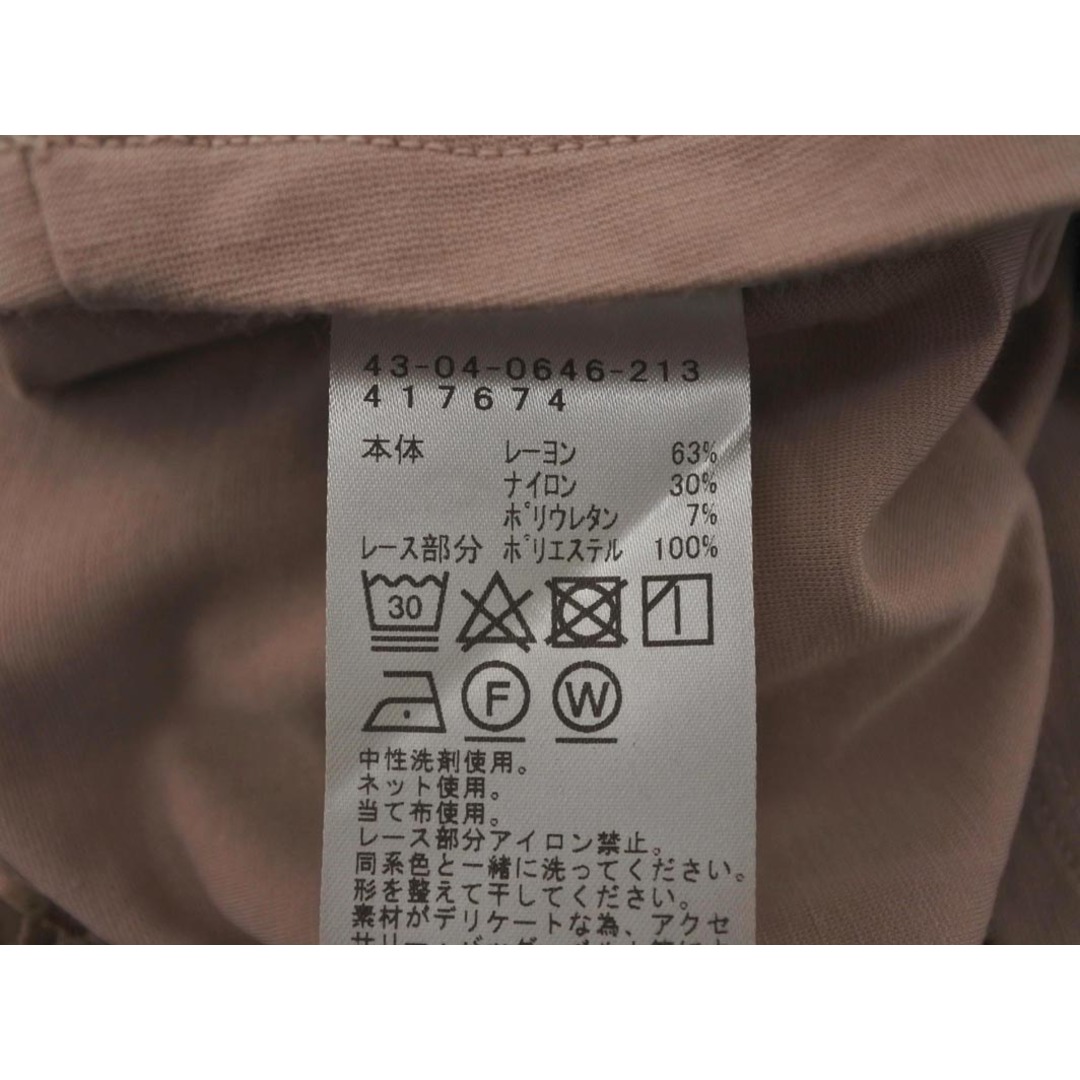 43-04-0646-213
417674
本体 レーヨン 63%
ナイロン 30%
ポリウレタン 7%
レース部分 ポリエステル 100%
30
F W
中性洗剤使用。
ネット使用。
当て布使用。
レース部分アイロン禁止。
同系色と一緒に洗ってください。
形を整えて干してください。
素材がデリケートな為、アクセ